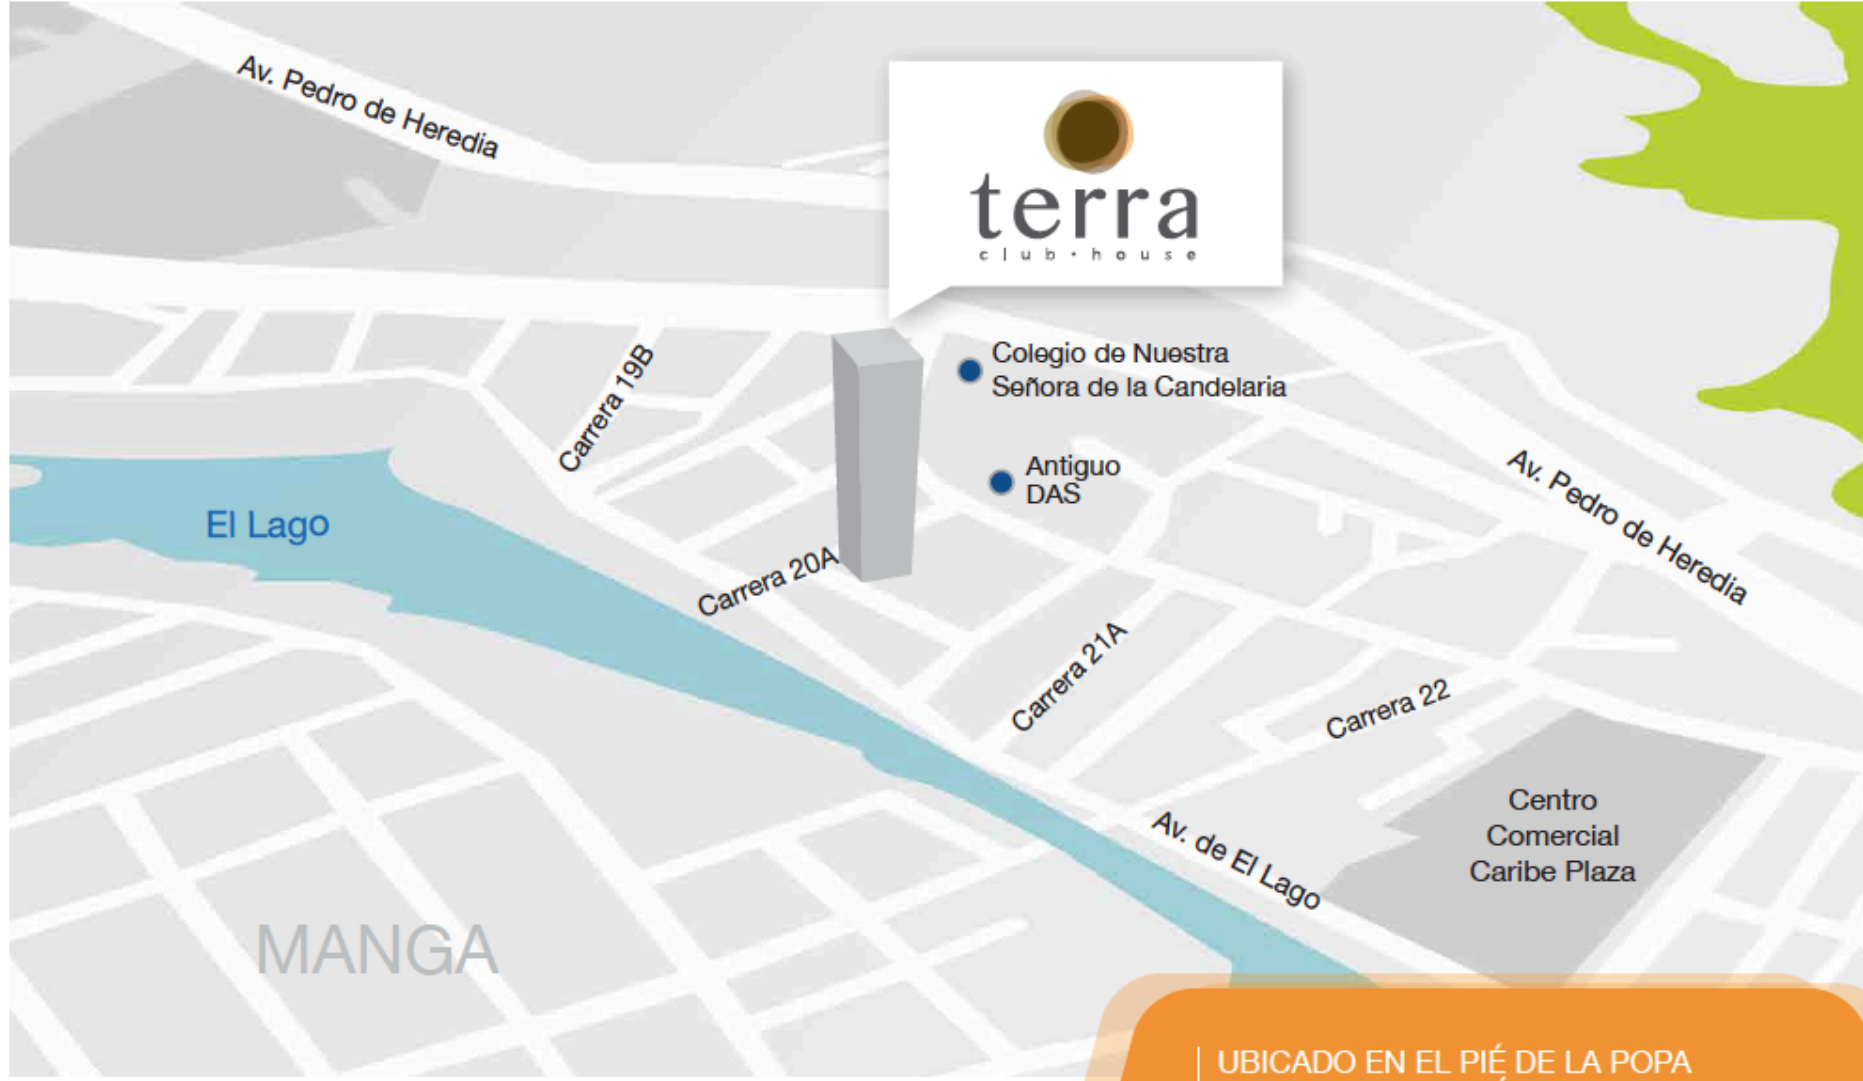 Av. Pedro de Heredia
terra
club·house
Colegio de Nuestra
Señora de la Candelaria
Carrera 19B
Antiguo
DAS
Av. Pedro de Heredia
El Lago
Carrera 20A
Carrera 21A
Carrera 22
Centro
Comercial
Caribe Plaza
Av. de El Lago
MANGA
UBICADO EN EL PIÉ DE LA POPA